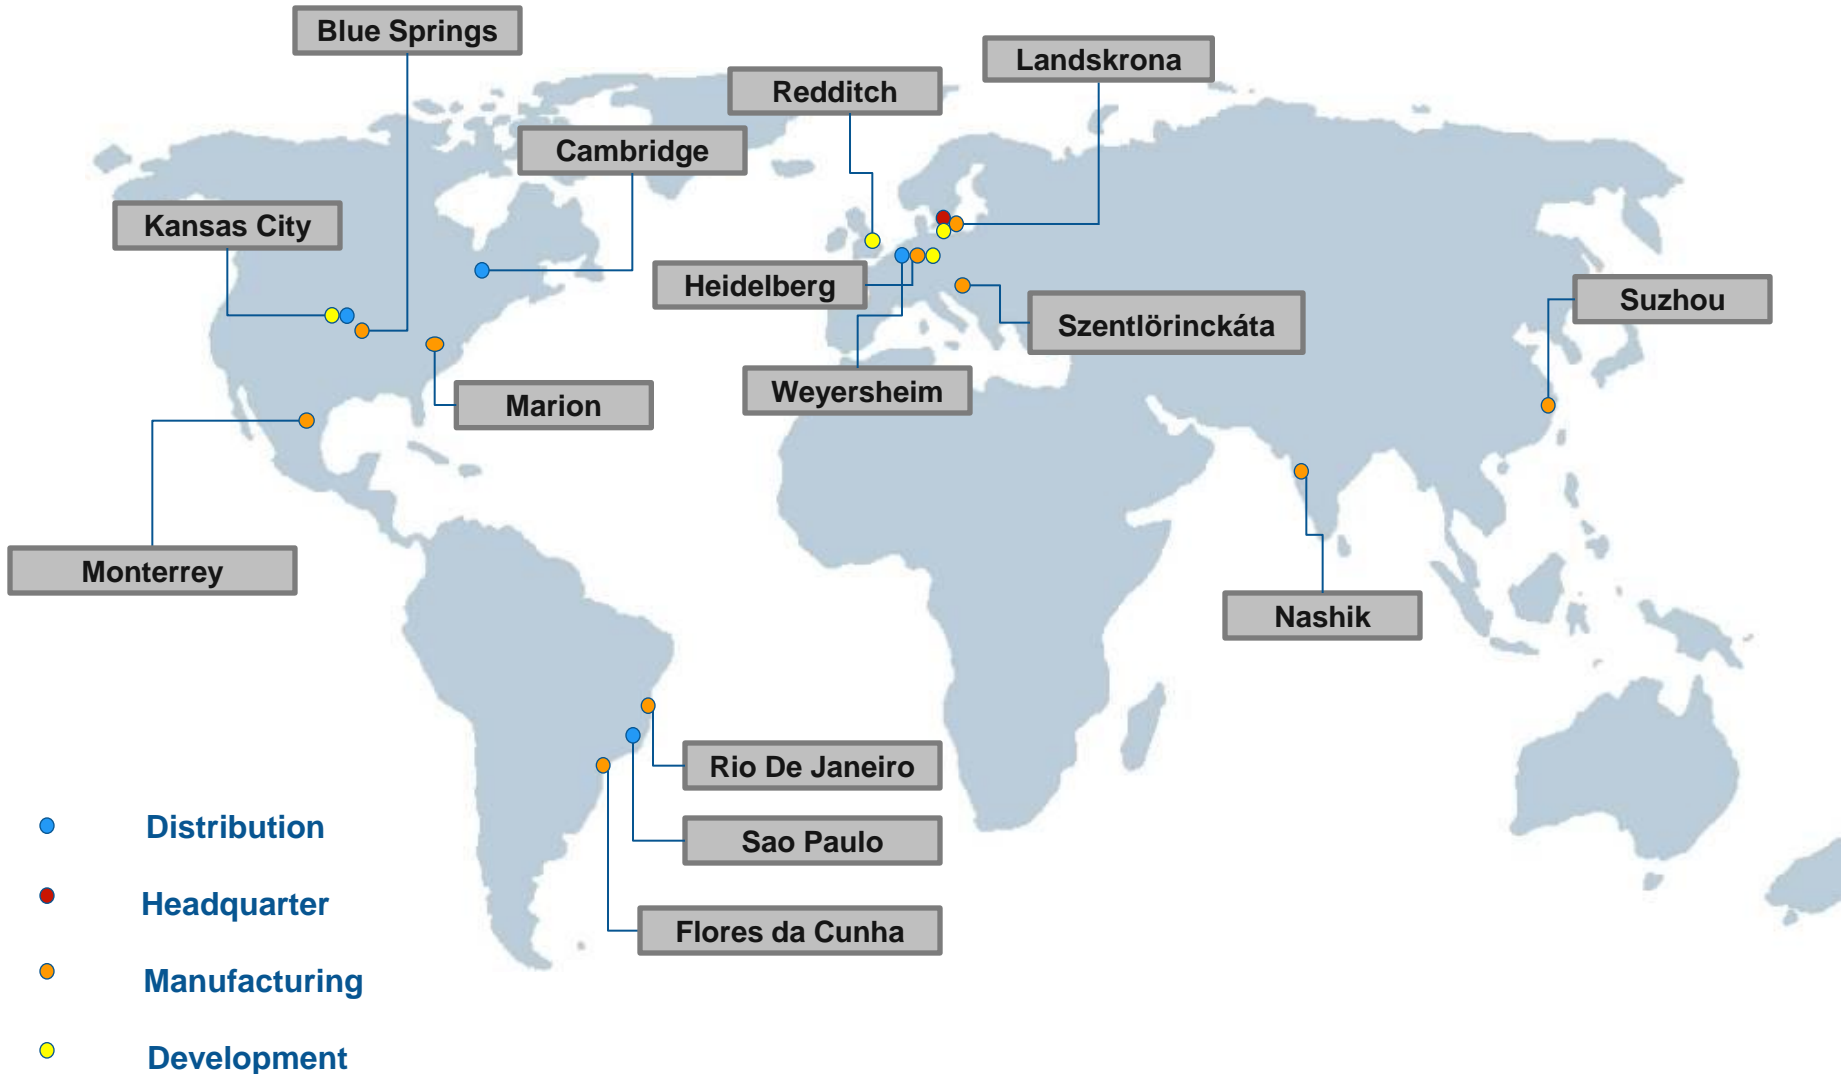 Blue Springs
Landskrona
Redditch
Cambridge
Kansas City
Heidelberg
Suzhou
Szentlörinckáta
Weyersheim
Marion
Monterrey
Nashik
Rio De Janeiro
Sao Paulo
Flores da Cunha
Distribution
Headquarter
Manufacturing
Development